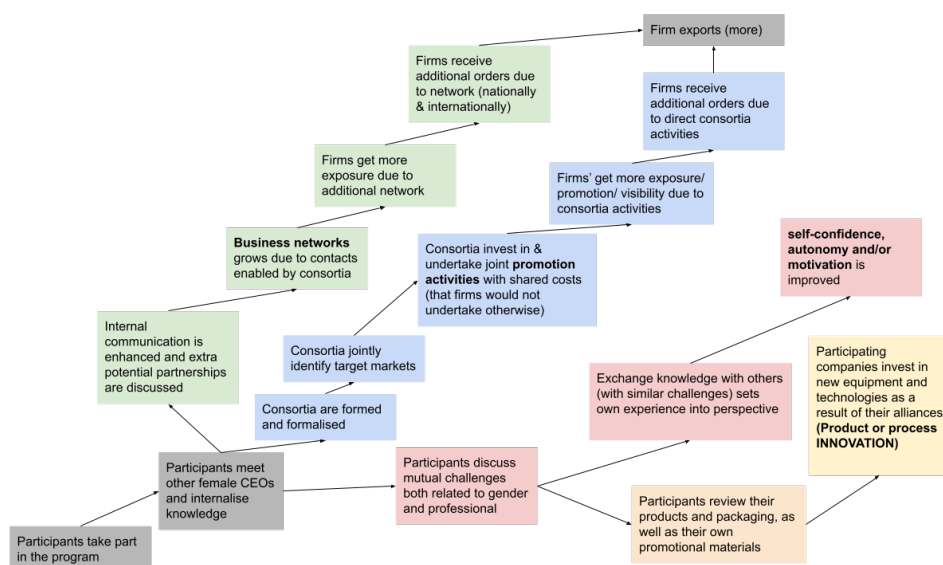 Firm exports (more)
Firms receive
additional orders due
to network (nationally
& internationally)
Firms receive
additional orders due
to direct consortia
activities
Firms get more
exposure due to
additional network
Firms' get more exposure/
promotion/ visibility due to
consortia activities
Business networks
grows due to contacts
enabled by consortia
Consortia invest in &
undertake joint promotion
activities with shared costs
(that firms would not
undertake otherwise)
self-confidence,
autonomy and/or
motivation is
improved
Internal
communication is
enhanced and extra
potential partnerships
are discussed
Consortia jointly
identify target markets
Participating
companies invest in
new equipment and
technologies as a
result of their alliances
(Product or process
INNOVATION)
Exchange knowledge with others
(with similar challenges) sets
own experience into perspective
Consortia are formed
and formalised
Participants meet
other female CEOs
and internalise
knowledge
Participants discuss
mutual challenges
both related to gender
and professional
Participants review their
products and packaging, as
well as their own
promotional materials
Participants take part
in the program